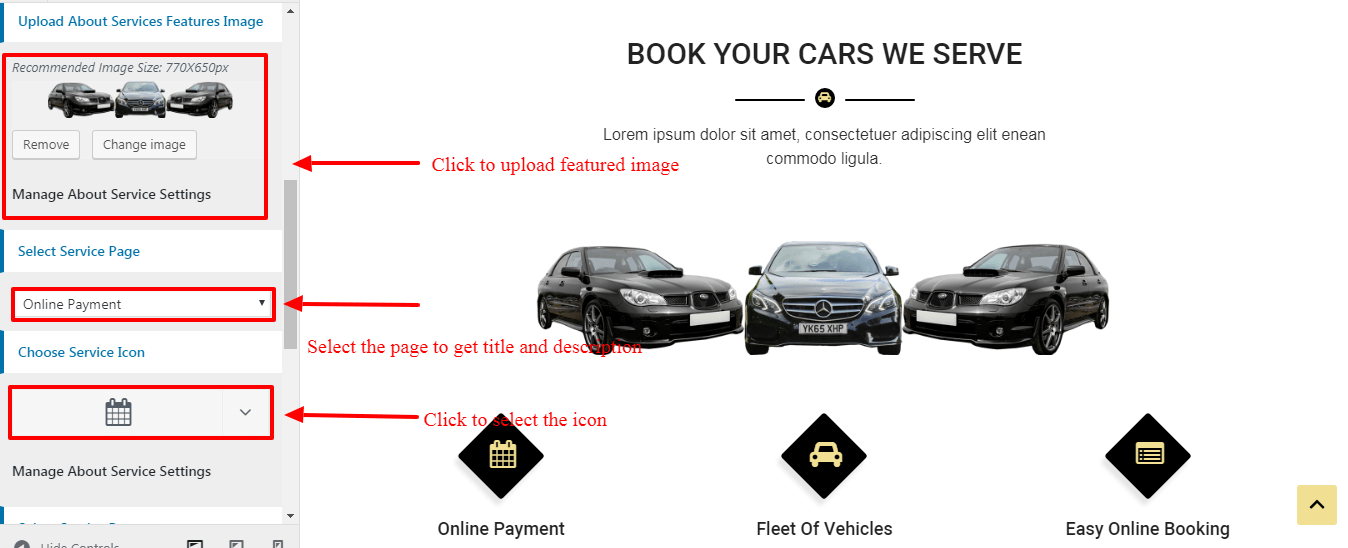 Upload About Services Features Image
Recommended Image Size: 770X650px
Remove
Change image
Manage About Service Settings
Select Service Page
Online Payment
Choose Service Icon
Manage About Service Settings
Hide Controls
Click to upload featured image
Select the page to get title and description
Click to select the icon
BOOK YOUR CARS WE SERVE
Lorem ipsum dolor sit amet, consectetuer adipiscing elit enean
commodo ligula.
YK65 XHP
Online Payment
Fleet Of Vehicles
Easy Online Booking